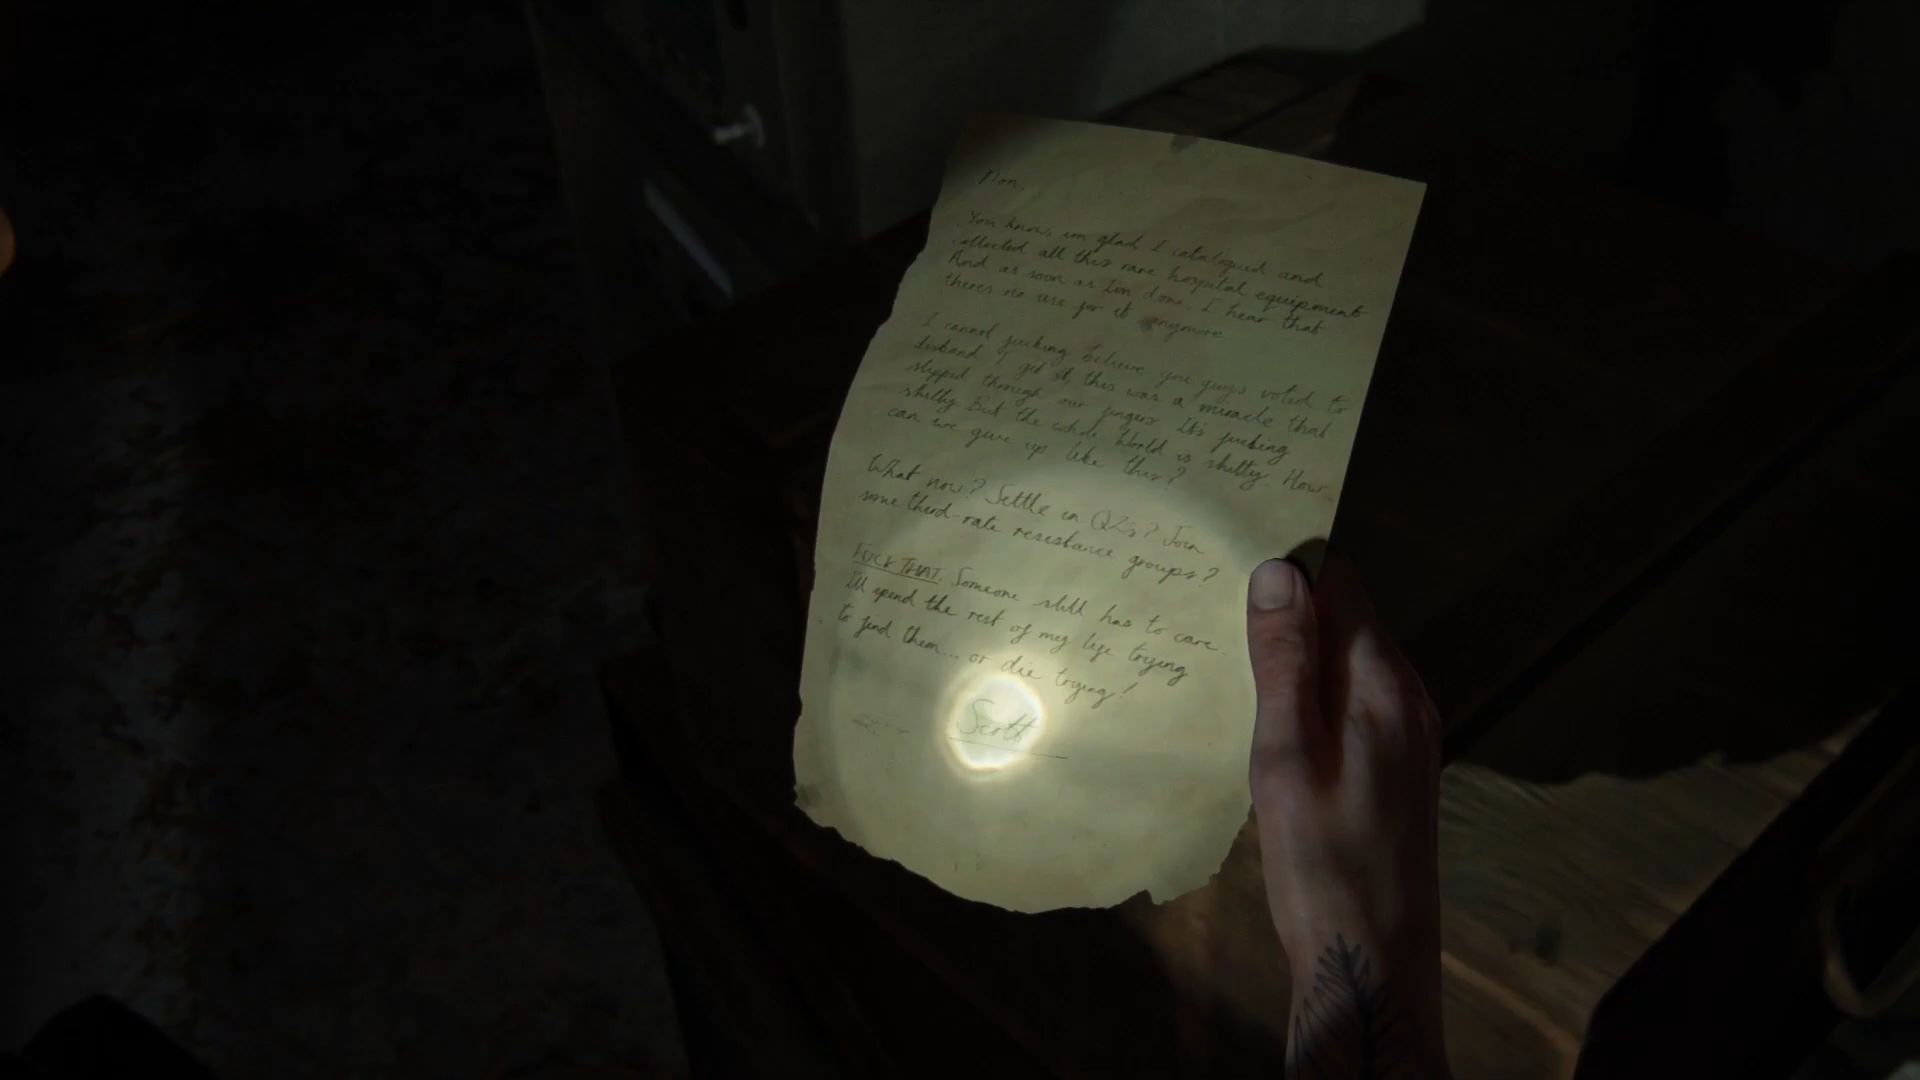 Mom,
You know, im glad I catalogued and
collected all this rare hospital equipment
And as soon as I'm done, I hear that
theres no use for it anymore
I cannot fucking believe you guys voted to
disband. I get it, this was a miracle that
slipped through our fingers. It's fucking
shitty. But the whole World is shitty. How
can we give up like this?
What now? Settle in QZ's? Join
some third-rate resistance groups?
FUCK THAT. Someone still has to care.
I'll spend the rest of my life trying
to find them... or die trying!
Scott